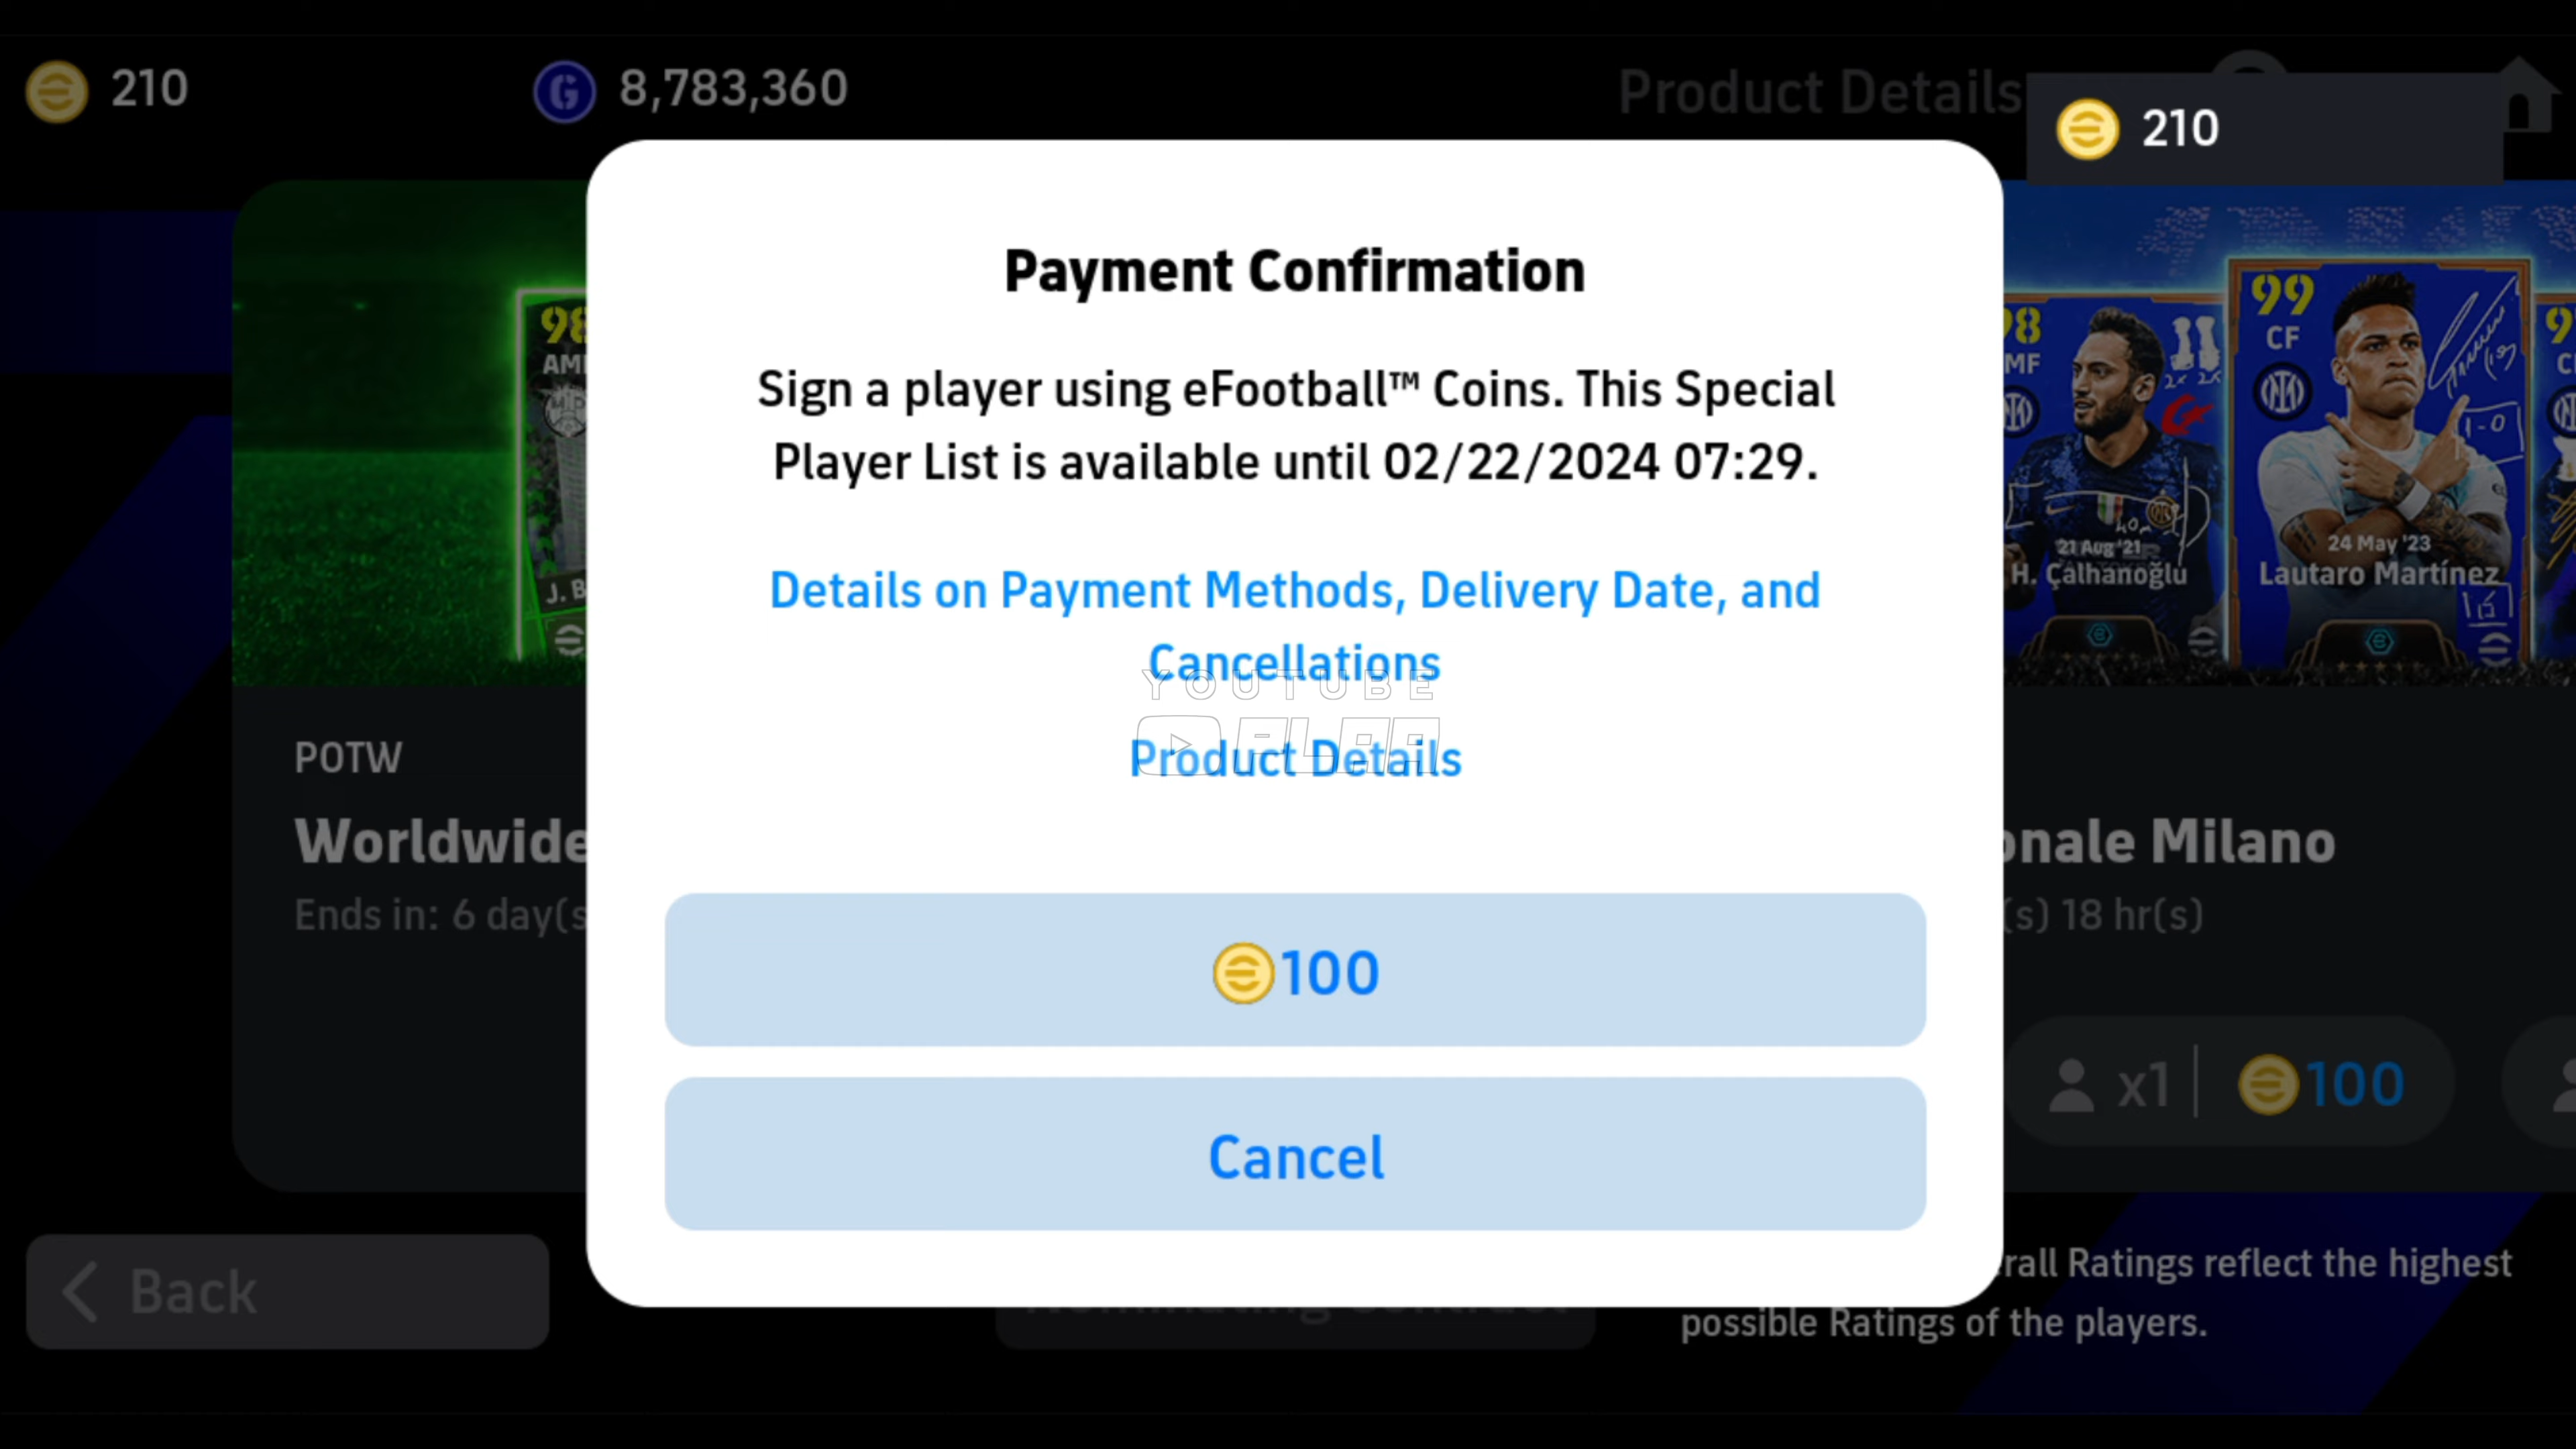 210
8,783,360
Product Details
210
Payment Confirmation
Sign a player using eFootball™ Coins. This Special
Player List is available until 02/22/2024 07:29.
Details on Payment Methods, Delivery Date, and
Cancellations
YOUTUBE
Product Details
100
Cancel
98
J. B
POTW
Worldwide
Ends in: 6 day(s
MF
21 Aug '21
H. Çalhanoğlu
99
CF
1-0
24 May '23
Lautaro Martínez
onale Milano
(s) 18 hr(s)
x1
100
Back
rall Ratings reflect the highest
possible Ratings of the players.